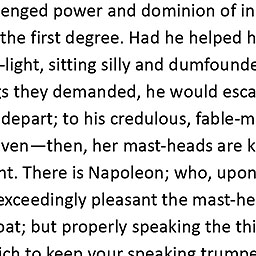 enged power and dominion of in
the first degree. Had he helped h
-light, sitting silly and dumfounde
gs they demanded, he would esca
depart; to his credulous, fable-m
ven—then, her mast-heads are k
nt. There is Napoleon; who, upon
exceedingly pleasant the mast-he
oat; but properly speaking the thi
ich to keep your speaking trumpe